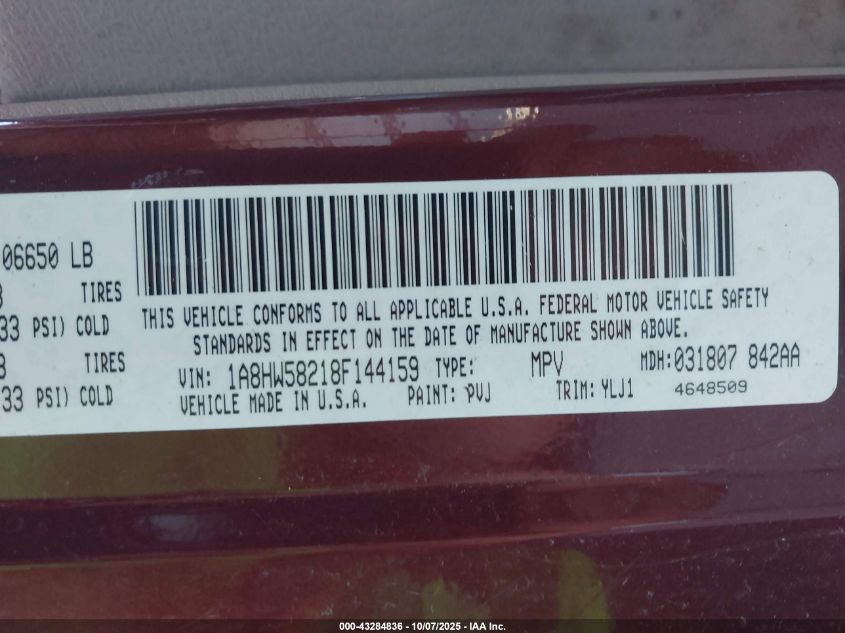 06650 LB
THIS VEHICLE CONFORMS TO ALL APPLICABLE U.S.A. FEDERAL MOTOR VEHICLE SAFETY
STANDARDS IN EFFECT ON THE DATE OF MANUFACTURE SHOWN ABOVE.
3 TIRES
33 PSI) COLD
3 TIRES
33 PSI) COLD
VIN: 1A8HW58218F144159 TYPE: MPV MDH:031807 842AA
VEHICLE MADE IN U.S.A. PAINT: PVJ TRIM: YLJ1 4648509
000-43284836 - 10/07/2025 - IAA Inc.